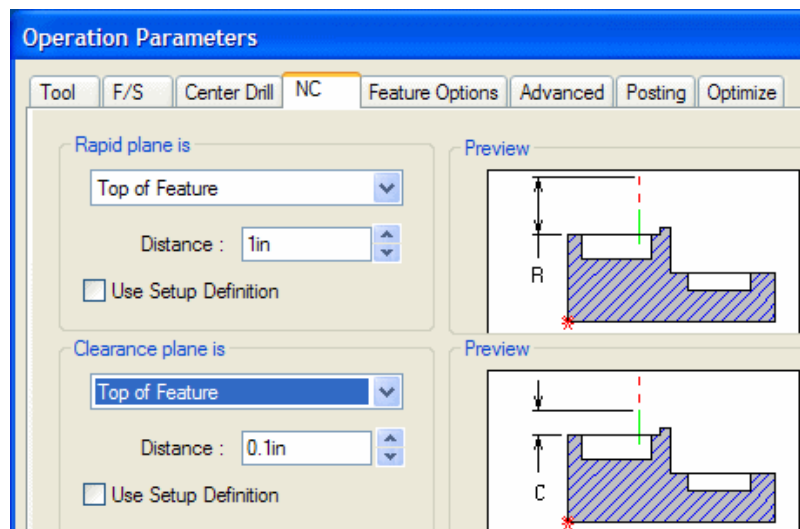 Operation Parameters
Tool F/S Center Drill NC Feature Options Advanced Posting Optimize
Rapid plane is
Top of Feature
Distance : 1in
Use Setup Definition
Preview
R
Clearance plane is
Top of Feature
Distance : 0.1in
Use Setup Definition
Preview
C